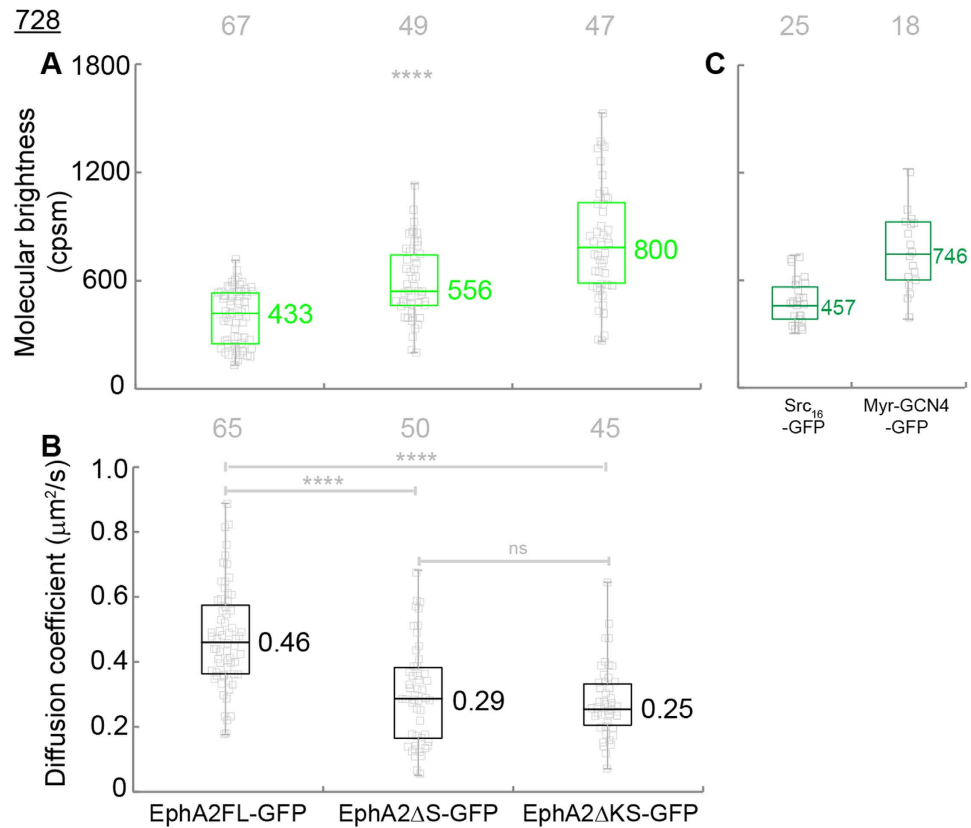 728
67 49 47 25 18
A C
1800
****
1200
600
0
Molecular brightness
(cpsm)
433
556
800
457
746
Src16
-GFP
Myr-GCN4
-GFP
65 50 45
B
****
****
ns
1.0
0.8
0.6
0.4
0.2
0
Diffusion coefficient (μm²/s)
0.46
0.29
0.25
EphA2FL-GFP EphA2ΔS-GFP EphA2ΔKS-GFP